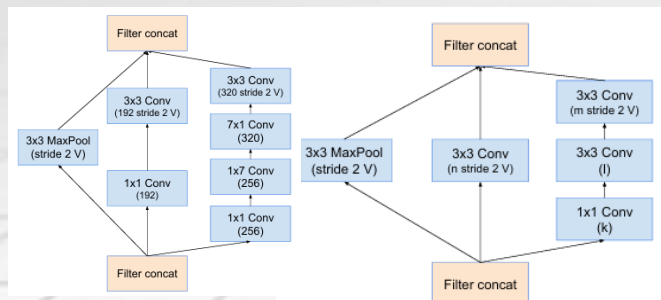 Filter concat
3x3 MaxPool
(stride 2 V)
3x3 Conv
(192 stride 2 V)
1x1 Conv
(192)
3x3 Conv
(320 stride 2 V)
7x1 Conv
(320)
1x7 Conv
(256)
1x1 Conv
(256)
Filter concat
Filter concat
3x3 MaxPool
(stride 2 V)
3x3 Conv
(n stride 2 V)
3x3 Conv
(m stride 2 V)
3x3 Conv
(l)
1x1 Conv
(k)
Filter concat